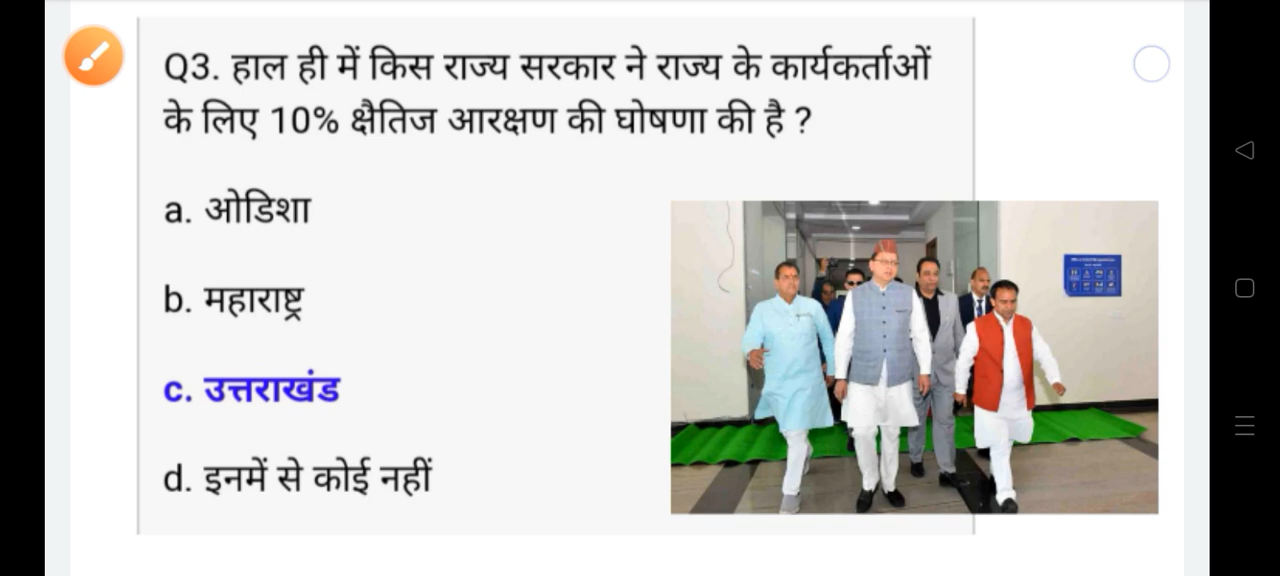 Q3. हाल ही में किस राज्य सरकार ने राज्य के कार्यकर्ताओं
के लिए 10% क्षैतिज आरक्षण की घोषणा की है ?
a. ओडिशा
b. महाराष्ट्र
c. उत्तराखंड
d. इनमें से कोई नहीं